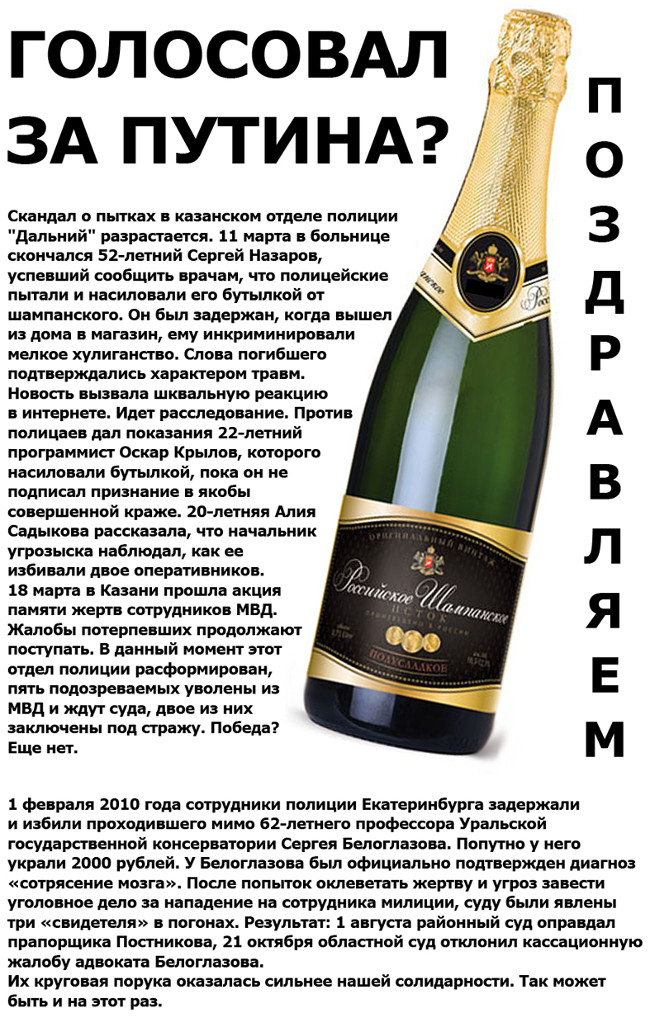 ГОЛОСОВАЛ
ЗА ПУТИНА?
ПОЗДРАВЛЯЕМ
Скандал о пытках в казанском отделе полиции
"Дальний" разрастается. 11 марта в больнице
скончался 52-летний Сергей Назаров,
успевший сообщить врачам, что полицейские
пытали и насиловали его бутылкой от
шампанского. Он был задержан, когда вышел
из дома в магазин, ему инкриминировали
мелкое хулиганство. Слова погибшего
подтверждались характером травм.
Новость вызвала шквальную реакцию
в интернете. Идет расследование. Против
полицаев дал показания 22-летний
программист Оскар Крылов, которого
насиловали бутылкой, пока он не
подписал признание в якобы
совершенной краже. 20-летняя Алия
Садыкова рассказала, что начальник
угрозыска наблюдал, как ее
избивали двое оперативников.
18 марта в Казани прошла акция
памяти жертв сотрудников МВД.
Жалобы потерпевших продолжают
поступать. В данный момент этот
отдел полиции расформирован,
пять подозреваемых уволены из
МВД и ждут суда, двое из них
заключены под стражу. Победа?
Еще нет.
ОРИГИНАЛЬНЫЙ ВИНТАЖ
Российское Шампанское
ИСТОК
ПОЛУСЛАДКОЕ
1 февраля 2010 года сотрудники полиции Екатеринбурга задержали
и избили проходившего мимо 62-летнего профессора Уральской
государственной консерватории Сергея Белоглазова. Попутно у него
украли 2000 рублей. У Белоглазова был официально подтвержден диагноз
«сотрясение мозга». После попыток оклеветать жертву и угроз завести
уголовное дело за нападение на сотрудника милиции, суду были явлены
три «свидетеля» в погонах. Результат: 1 августа районный суд оправдал
прапорщика Постникова, 21 октября областной суд отклонил кассационную
жалобу адвоката Белоглазова.
Их круговая порука оказалась сильнее нашей солидарности. Так может
быть и на этот раз.